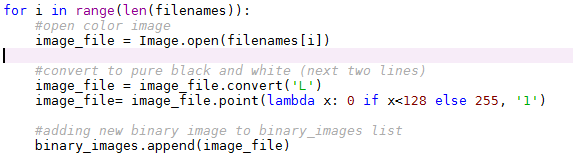 for i in range(len(filenames)):
    #open color image
    image_file = Image.open(filenames[i])
    #convert to pure black and white (next two lines)
    image_file = image_file.convert('L')
    image_file= image_file.point(lambda x: 0 if x<128 else 255, '1')
    #adding new binary image to binary_images list
    binary_images.append(image_file)